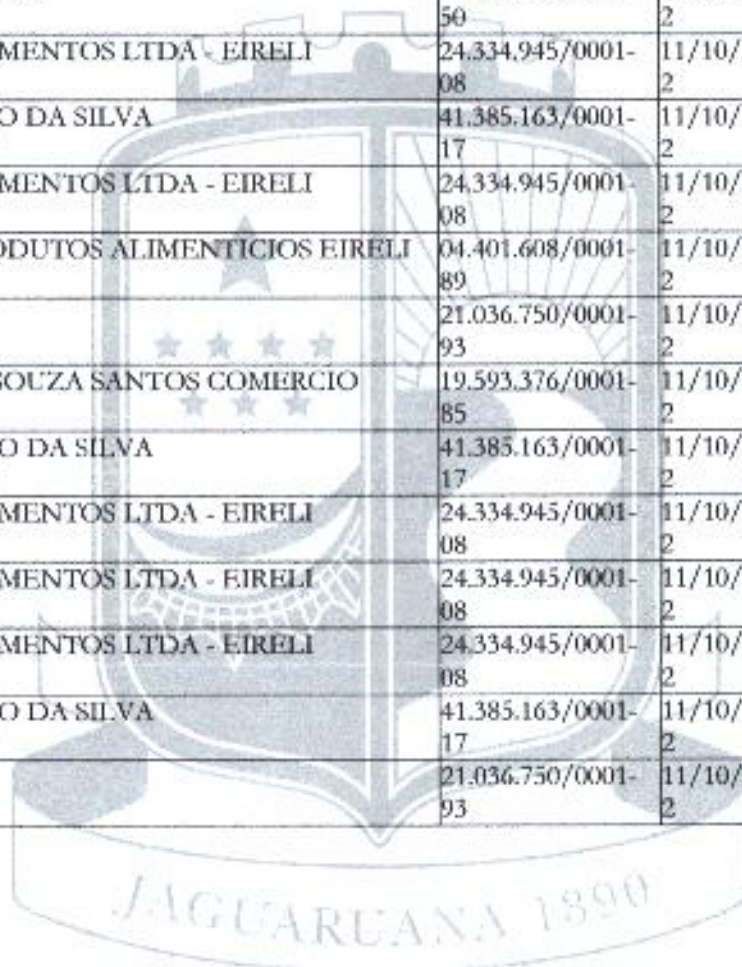 50 2
MENTOS LTDA - EIRELI 24.334.945/0001- 11/10/
08 2
O DA SILVA 41.385.163/0001- 11/10/
17 2
MENTOS LTDA - EIRELI 24.334.945/0001- 11/10/
08 2
ODUTOS ALIMENTICIOS EIRELI 04.401.608/0001- 11/10/
89 2
21.036.750/0001- 11/10/
93 2
SOUZA SANTOS COMERCIO 19.593.376/0001- 11/10/
85 2
O DA SILVA 41.385.163/0001- 11/10/
17 2
MENTOS LTDA - EIRELI 24.334.945/0001- 11/10/
08 2
MENTOS LTDA - EIRELI 24.334.945/0001- 11/10/
08 2
MENTOS LTDA - EIRELI 24.334.945/0001- 11/10/
08 2
O DA SILVA 41.385.163/0001- 11/10/
17 2
21.036.750/0001- 11/10/
93 2
JAGUARUANA 1890